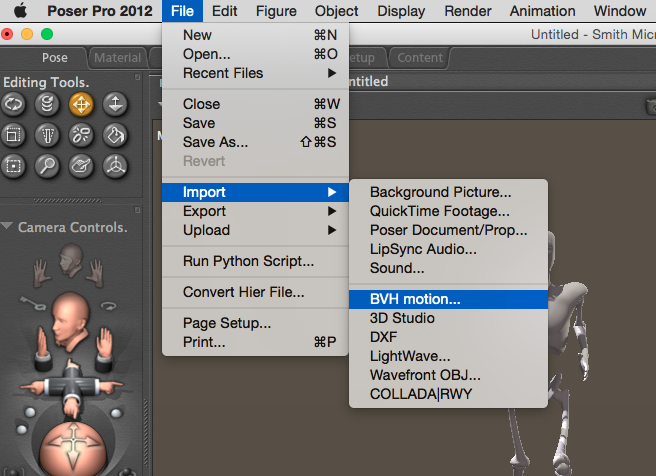 Poser Pro 2012 File Edit Figure Object Display Render Animation Window
Untitled - Smith Micr
Pose Material etup Content
Editing Tools.
ntitled
New ⌘N
Open... ⌘O
Recent Files ▶
Close ⌘W
Save ⌘S
Save As... ⇧⌘S
Revert
Import ▶
Export ▶
Upload ▶
Run Python Script...
Convert Hier File...
Page Setup...
Print... ⌘P
Background Picture...
QuickTime Footage...
Poser Document/Prop...
LipSync Audio...
Sound...
BVH motion...
3D Studio
DXF
LightWave...
Wavefront OBJ...
COLLADA|RWY
Camera Controls.